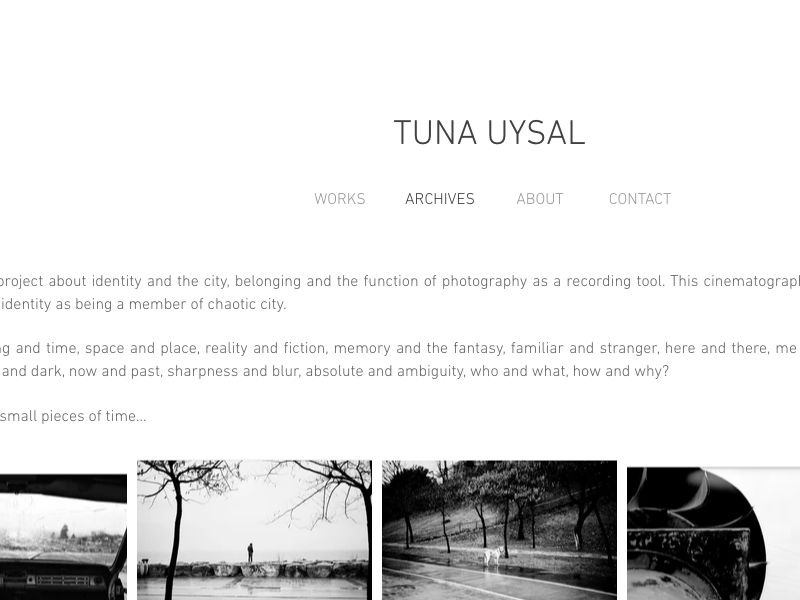 TUNA UYSAL
WORKS ARCHIVES ABOUT CONTACT
project about identity and the city, belonging and the function of photography as a recording tool. This
identity as being a member of chaotic city.
and time, space and place, reality and fiction, memory and the fantasy, familiar and stranger, here and there, me
and dark, now and past, sharpness and blur, absolute and ambiguity, who and what, how and why?
small pieces of time...